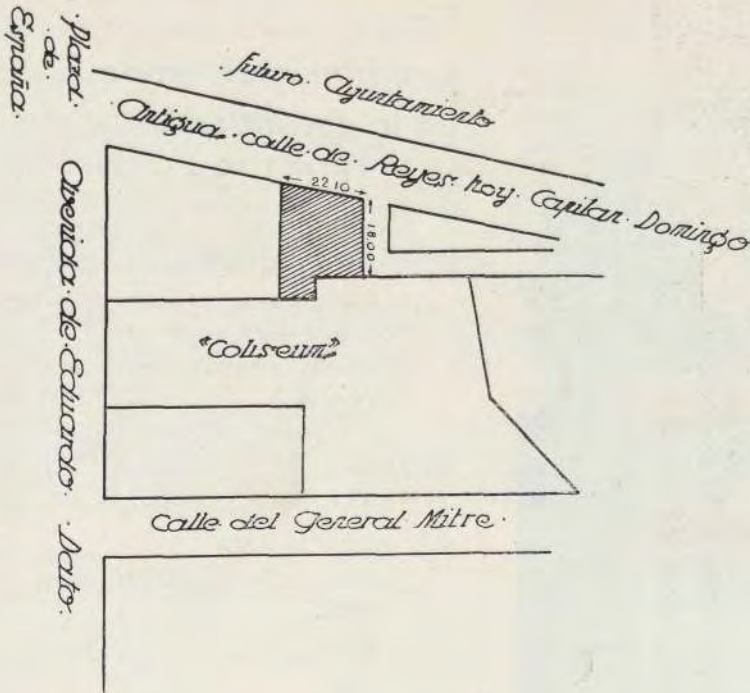 Plaza.
de.
España.
futuro. Ayuntamiento
Antigua. calle de. Reyes. hoy. Capitan. Domingo
22.10
18.00
Avenida. de. Eduardo. Dato.
"Coliseum"
Calle. del General Mitre.